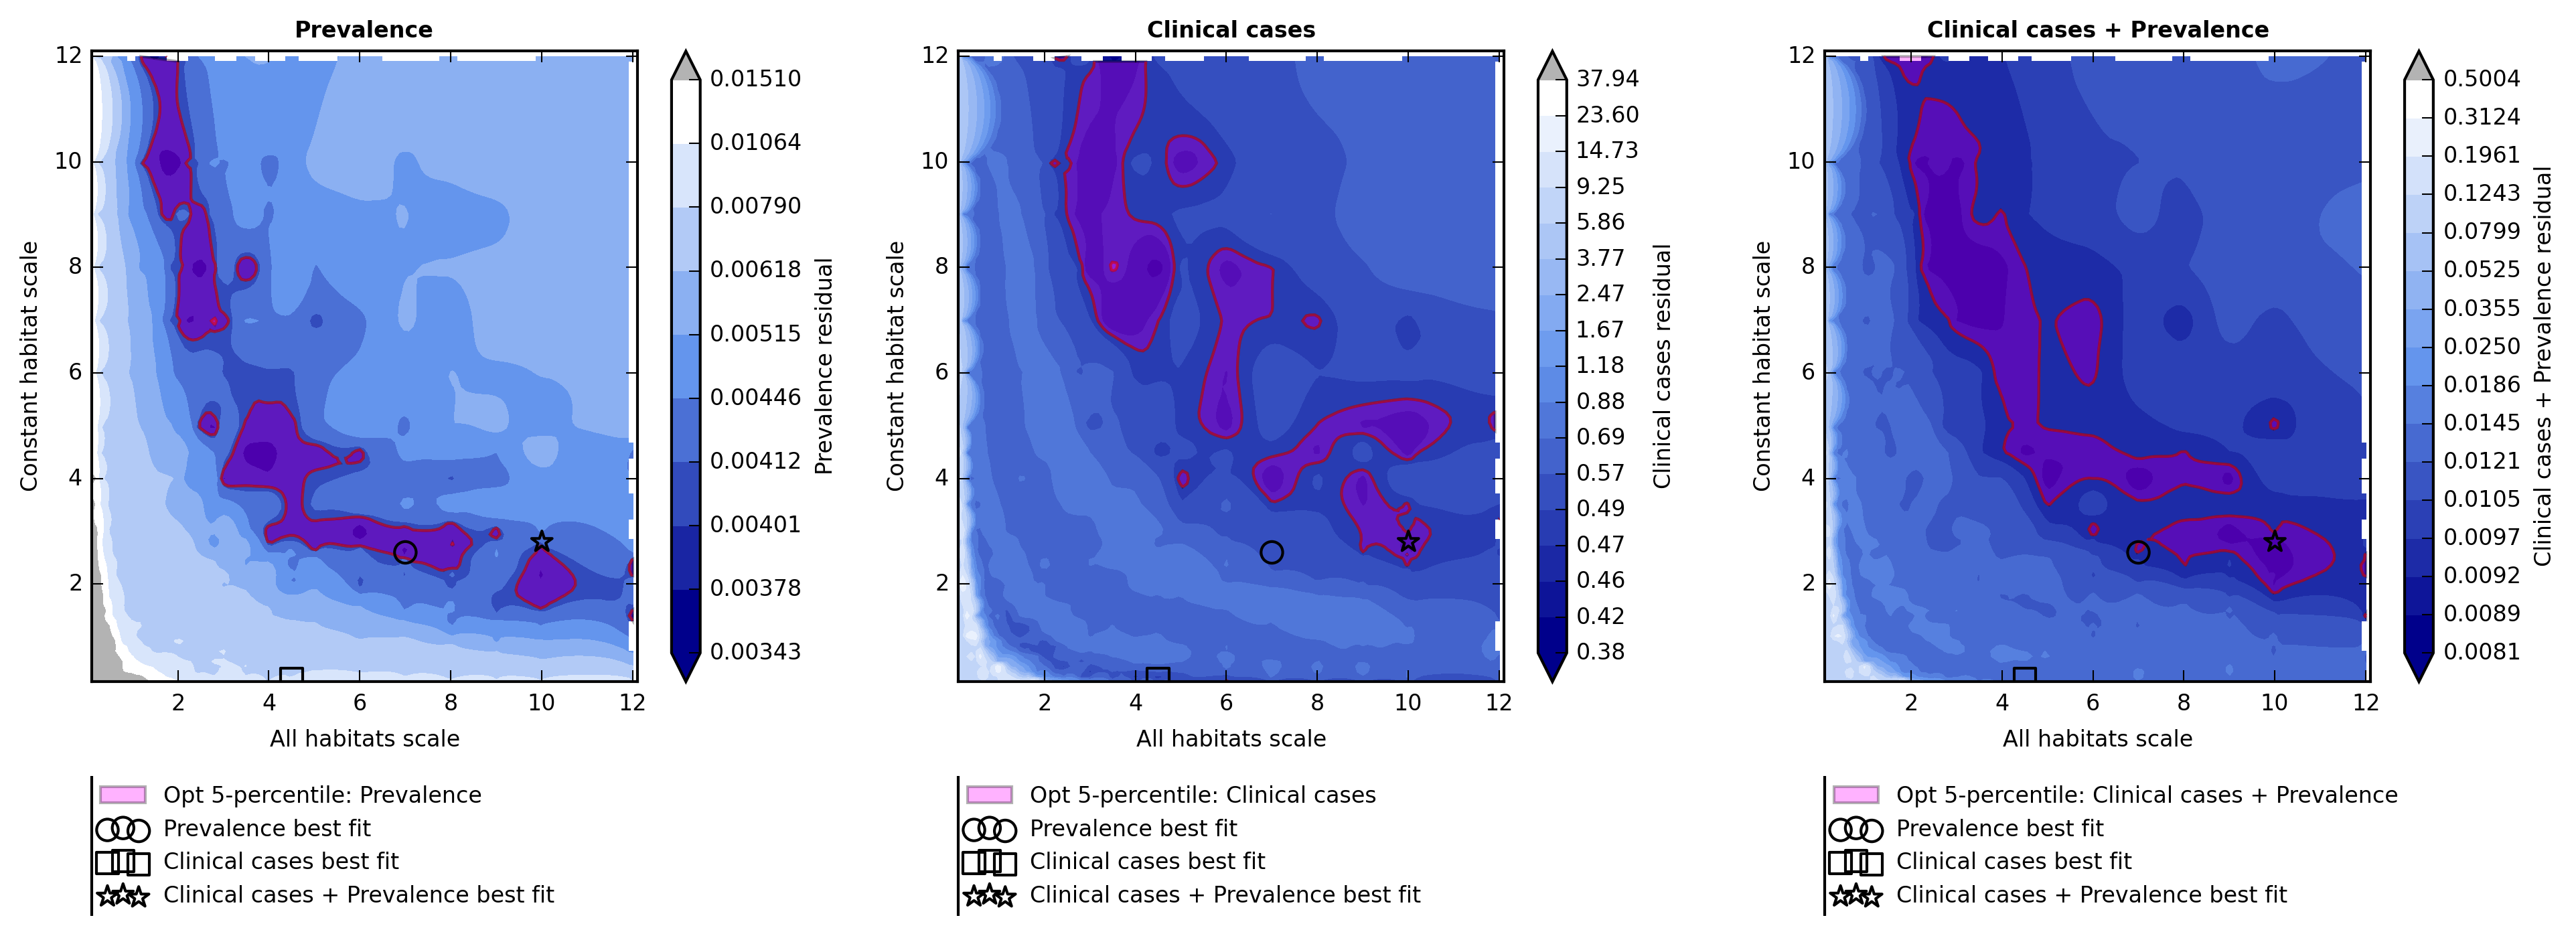 Prevalence
Clinical cases
Clinical cases + Prevalence
12
10
8
6
4
2
Constant habitat scale
2 4 6 8 10 12
All habitats scale
0.01510
0.01064
0.00790
0.00618
0.00515
0.00446
0.00412
0.00401
0.00378
0.00343
Prevalence residual
12
10
8
6
4
2
Constant habitat scale
2 4 6 8 10 12
All habitats scale
37.94
23.60
14.73
9.25
5.86
3.77
2.47
1.67
1.18
0.88
0.69
0.57
0.49
0.47
0.46
0.42
0.38
Clinical cases residual
12
10
8
6
4
2
Constant habitat scale
2 4 6 8 10 12
All habitats scale
0.5004
0.3124
0.1961
0.1243
0.0799
0.0525
0.0355
0.0250
0.0186
0.0145
0.0121
0.0105
0.0097
0.0092
0.0089
0.0081
Clinical cases + Prevalence residual
Opt 5-percentile: Prevalence
Prevalence best fit
Clinical cases best fit
Clinical cases + Prevalence best fit
Opt 5-percentile: Clinical cases
Prevalence best fit
Clinical cases best fit
Clinical cases + Prevalence best fit
Opt 5-percentile: Clinical cases + Prevalence
Prevalence best fit
Clinical cases best fit
Clinical cases + Prevalence best fit